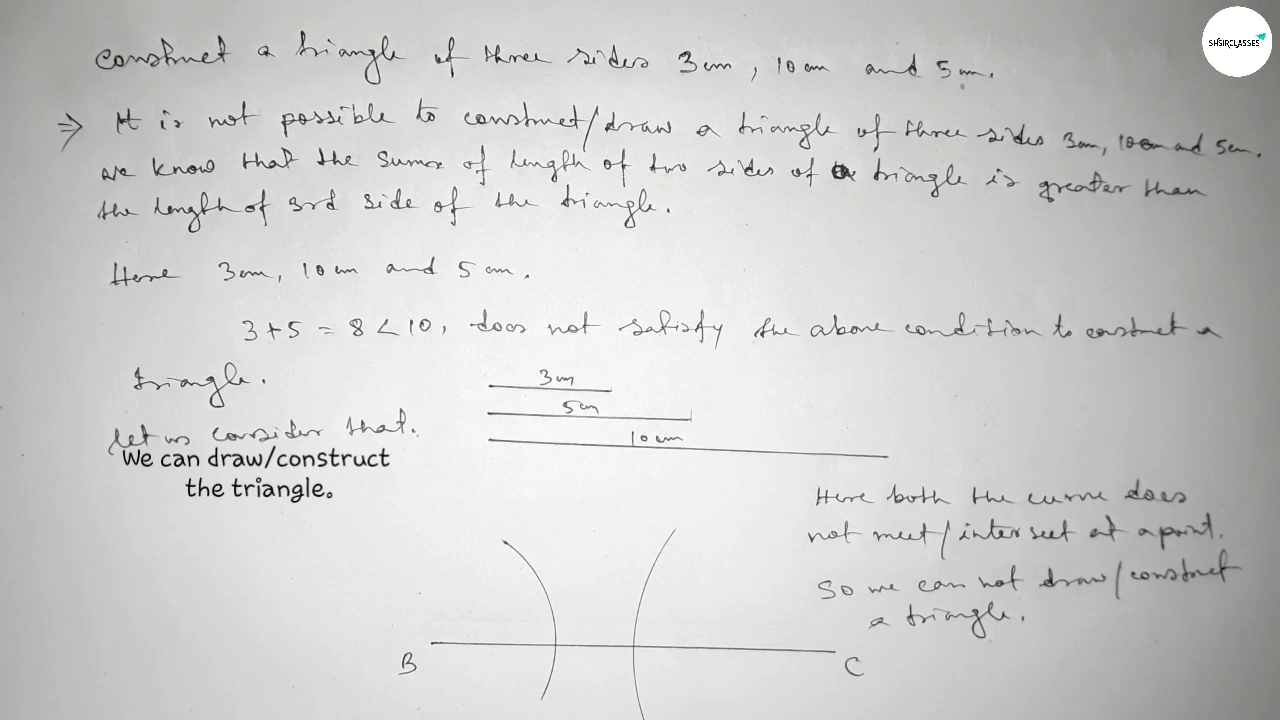 SHSIRCLASSES
construct a triangle of three sides 3cm, 10cm and 5cm.
⇒ It is not possible to construct/draw a triangle of three sides 3cm, 10cm and 5cm.
we know that the sum of length of two sides of a triangle is greater than
the length of 3rd side of the triangle.
Here 3cm, 10cm and 5cm.
3+5 = 8 < 10, does not satisfy the above condition to constuct a
triangle.
3cm
5cm
10cm
let us consider that.
We can draw/construct
the triangle.
Here both the curve does
not meet/intersect at a point.
So we can not draw/construct
a triangle.
B
C